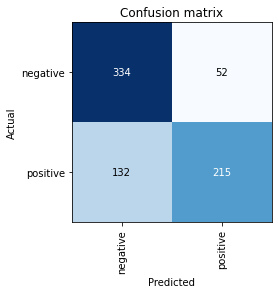 Confusion matrix
Actual
negative
334
52
positive
132
215
negative
positive
Predicted